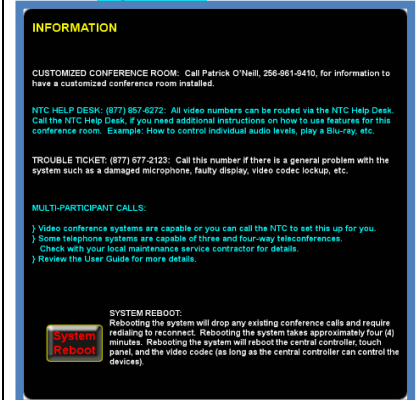 INFORMATION
CUSTOMIZED CONFERENCE ROOM: Call Patrick O'Neill, 256-961-9410, for information to
have a customized conference room installed.
NTC HELP DESK: (877) 857-6272: All video numbers can be routed via the NTC Help Desk.
Call the NTC Help Desk, if you need additional instructions on how to use features for this
conference room. Example: How to control individual audio levels, play a Blu-ray, etc.
TROUBLE TICKET: (877) 677-2123: Call this number if there is a general problem with the
system such as a damaged microphone, faulty display, video codec lockup, etc.
MULTI-PARTICIPANT CALLS:
} Video conference systems are capable or you can call the NTC to set this up for you.
} Some telephone systems are capable of three and four-way teleconferences.
Check with your local maintenance service contractor for details.
} Review the User Guide for more details.
SYSTEM REBOOT:
Rebooting the system will drop any existing conference calls and require
redialing to reconnect. Rebooting the system takes approximately four (4)
minutes. Rebooting the system will reboot the central controller, touch
panel, and the video codec (as long as the central controller can control the
devices).
System
Reboot